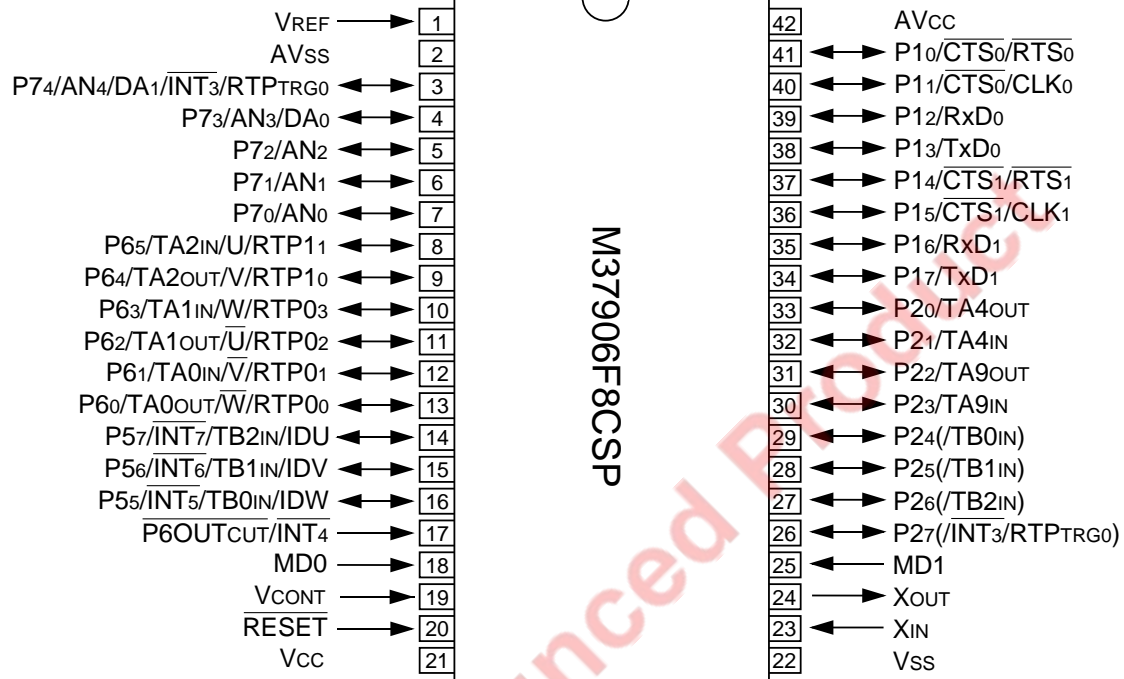 VREF 1
AVss 2
P74/AN4/DA1/INT3/RTPTRG0 3
P73/AN3/DA0 4
P72/AN2 5
P71/AN1 6
P70/AN0 7
P65/TA2IN/U/RTP11 8
P64/TA2OUT/V/RTP10 9
P63/TA1IN/W/RTP03 10
P62/TA1OUT/U̅/RTP02 11
P61/TA0IN/V̅/RTP01 12
P60/TA0OUT/W̅/RTP00 13
P57/INT7/TB2IN/IDU 14
P56/INT6/TB1IN/IDV 15
P55/INT5/TB0IN/IDW 16
P6OUTCUT/INT4 17
MD0 18
VCONT 19
RESET 20
Vcc 21
M37906F8CSP
42 AVcc
41 P10/CTS0/RTS0
40 P11/CTS0/CLK0
39 P12/RxD0
38 P13/TxD0
37 P14/CTS1/RTS1
36 P15/CTS1/CLK1
35 P16/RxD1
34 P17/TxD1
33 P20/TA4OUT
32 P21/TA4IN
31 P22/TA9OUT
30 P23/TA9IN
29 P24(/TB0IN)
28 P25(/TB1IN)
27 P26(/TB2IN)
26 P27(/INT3/RTPTRG0)
25 MD1
24 XOUT
23 XIN
22 Vss
nced Product